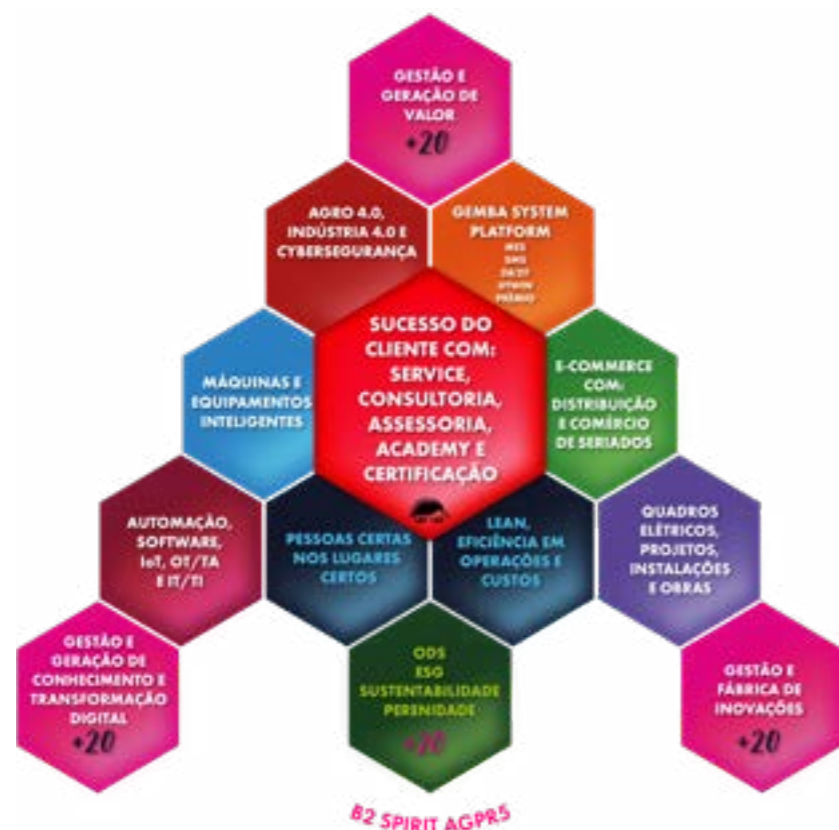 GESTÃO E
GERAÇÃO DE
VALOR
+20
AGRO 4.0,
INDÚSTRIA 4.0 E
CYBERSEGURANÇA
GEMBA SYSTEM
PLATFORM
MES
PRÊMIO
SUCESSO DO
CLIENTE COM:
SERVICE,
CONSULTORIA,
ASSESSORIA,
ACADEMY E
CERTIFICAÇÃO
MÁQUINAS E
EQUIPAMENTOS
INTELIGENTES
E-COMMERCE
COM:
DISTRIBUIÇÃO
E COMÉRCIO
DE SERIADOS
AUTOMAÇÃO,
SOFTWARE,
IoT, OT/TA
E IT/TI
PESSOAS CERTAS
NOS LUGARES
CERTOS
LEAN,
EFICIÊNCIA EM
OPERAÇÕES E
CUSTOS
QUADROS
ELÉTRICOS,
PROJETOS,
INSTALAÇÕES
E OBRAS
GESTÃO E
GERAÇÃO DE
CONHECIMENTO E
TRANSFORMAÇÃO
DIGITAL
+20
ODS
ESG
SUSTENTABILIDADE
PERENIDADE
+20
GESTÃO E
FÁBRICA DE
INOVAÇÕES
+20
B2 SPIRIT AGPR5